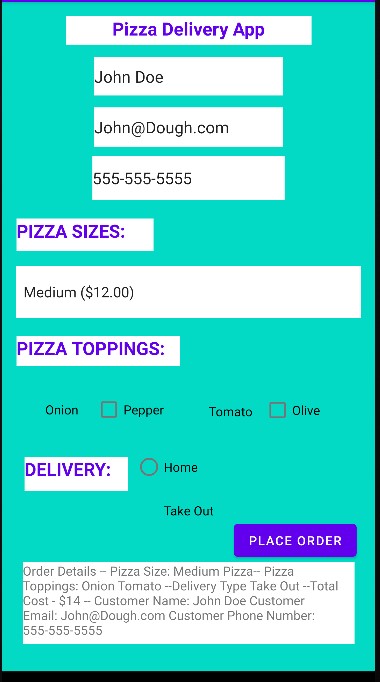 Pizza Delivery App
John Doe
John@Dough.com
555-555-5555
PIZZA SIZES:
Medium ($12.00)
PIZZA TOPPINGS:
Onion Pepper Tomato Olive
DELIVERY: Home
Take Out
PLACE ORDER
Order Details -- Pizza Size: Medium Pizza-- Pizza
Toppings: Onion Tomato --Delivery Type Take Out --Total
Cost - $14 -- Customer Name: John Doe Customer
Email: John@Dough.com Customer Phone Number:
555-555-5555